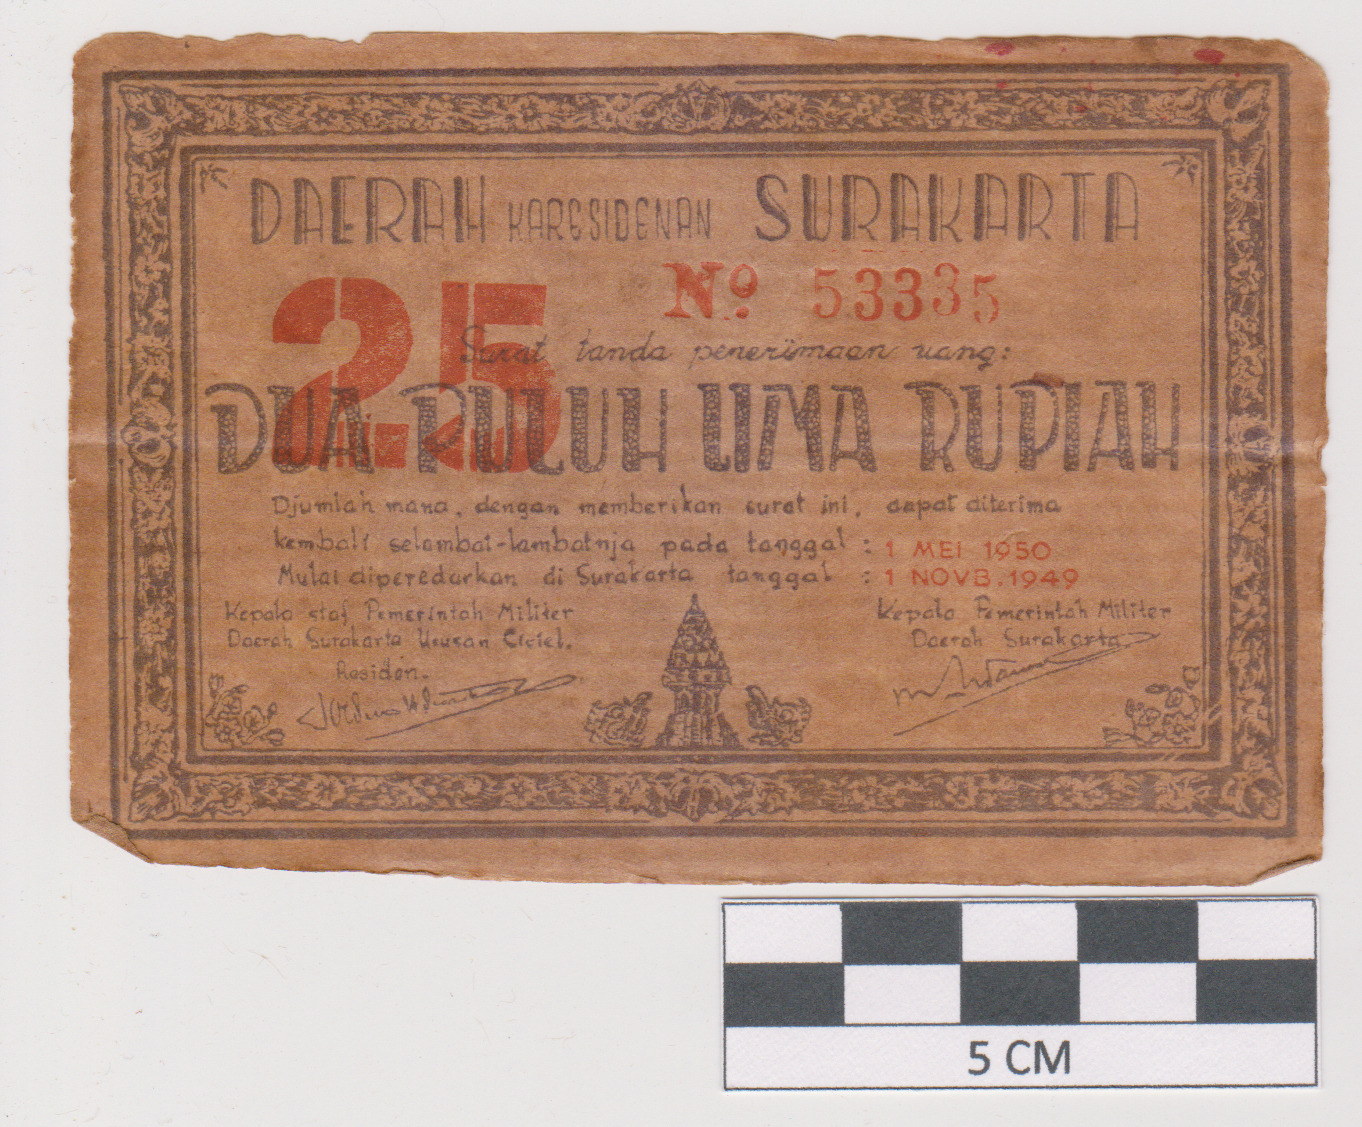 DAERAH KARESIDENAN SURAKARTA
25
No. 53335
Surat tanda penerimaan uang:
DUA PULUH LIMA RUPIAH
Djumlah mana, dengan memberikan surat ini, dapat diterima
kembali selambat-lambatnja pada tanggal : 1 MEI 1950
Mulai diperedarkan di Surakarta tanggal : 1 NOVB. 1949
Kepala staf Pemerintah Militer
Daerah Surakarta Urusan Ciciel.
Residen.
Kepala Pemerintah Militer
Daerah Surakarta.
5 CM